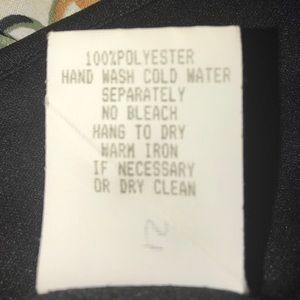 100%POLYESTER
HAND WASH COLD WATER
SEPARATELY
NO BLEACH
HANG TO DRY
WARM IRON
IF NECESSARY
OR DRY CLEAN